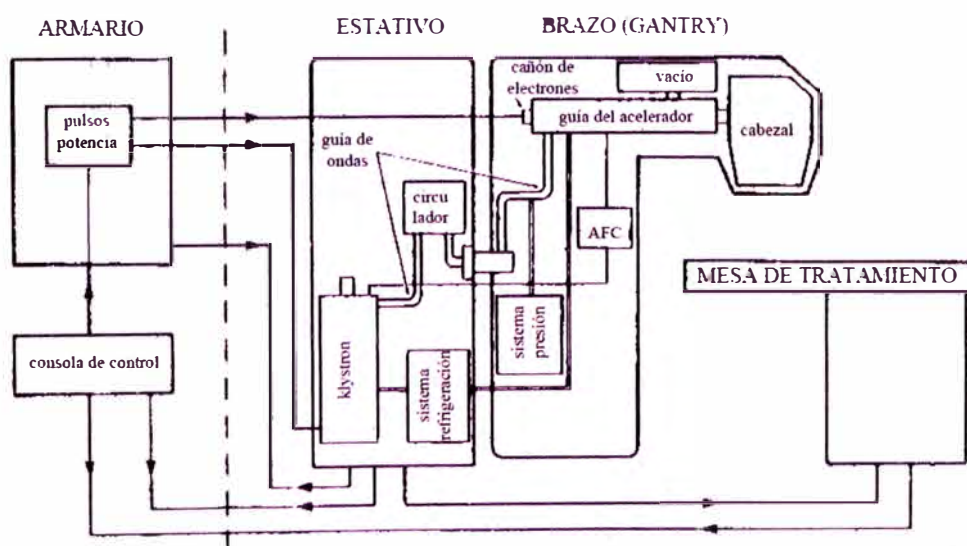 ARMARIO
ESTATIVO
BRAZO (GANTRY)
cañón de
electrones
vacio
pulsos
potencia
guía del acelerador
cabezal
guía de
ondas
circu
lador
AFC
MESA DE TRATAMIENTO
sistema
presión
consola de control
klystron
sistema
refrigeración